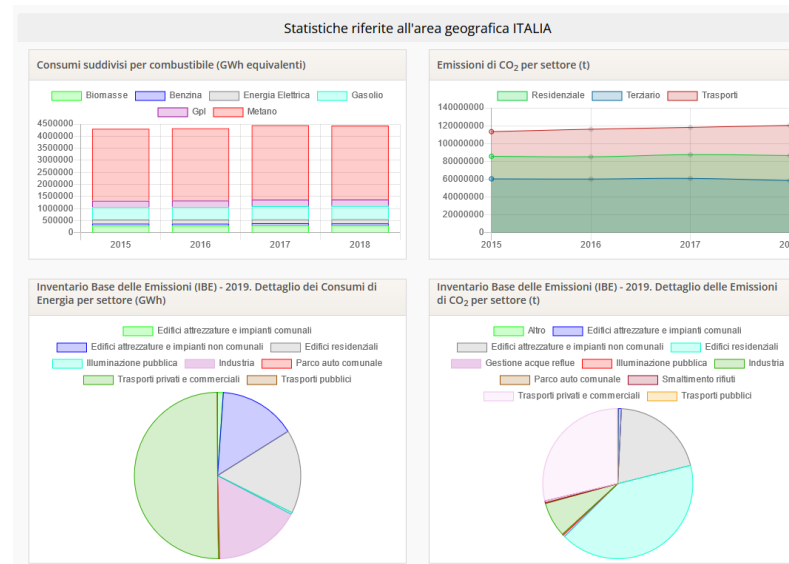 Statistiche riferite all'area geografica ITALIA
Consumi suddivisi per combustibile (GWh equivalenti)
Biomasse Benzina Energia Elettrica Gasolio
Gpl Metano
4500000
4000000
3500000
3000000
2500000
2000000
1500000
1000000
500000
0
2015 2016 2017 2018
Emissioni di CO2 per settore (t)
Residenziale Terziario Trasporti
140000000
120000000
100000000
80000000
60000000
40000000
20000000
0
2015 2016 2017
Inventario Base delle Emissioni (IBE) - 2019. Dettaglio dei Consumi di
Energia per settore (GWh)
Edifici attrezzature e impianti comunali
Edifici attrezzature e impianti non comunali Edifici residenziali
Illuminazione pubblica Industria Parco auto comunale
Trasporti privati e commerciali Trasporti pubblici
Inventario Base delle Emissioni (IBE) - 2019. Dettaglio delle Emissioni
di CO2 per settore (t)
Altro Edifici attrezzature e impianti comunali
Edifici attrezzature e impianti non comunali Edifici residenziali
Gestione acque reflue Illuminazione pubblica Industria
Parco auto comunale Smaltimento rifiuti
Trasporti privati e commerciali Trasporti pubblici